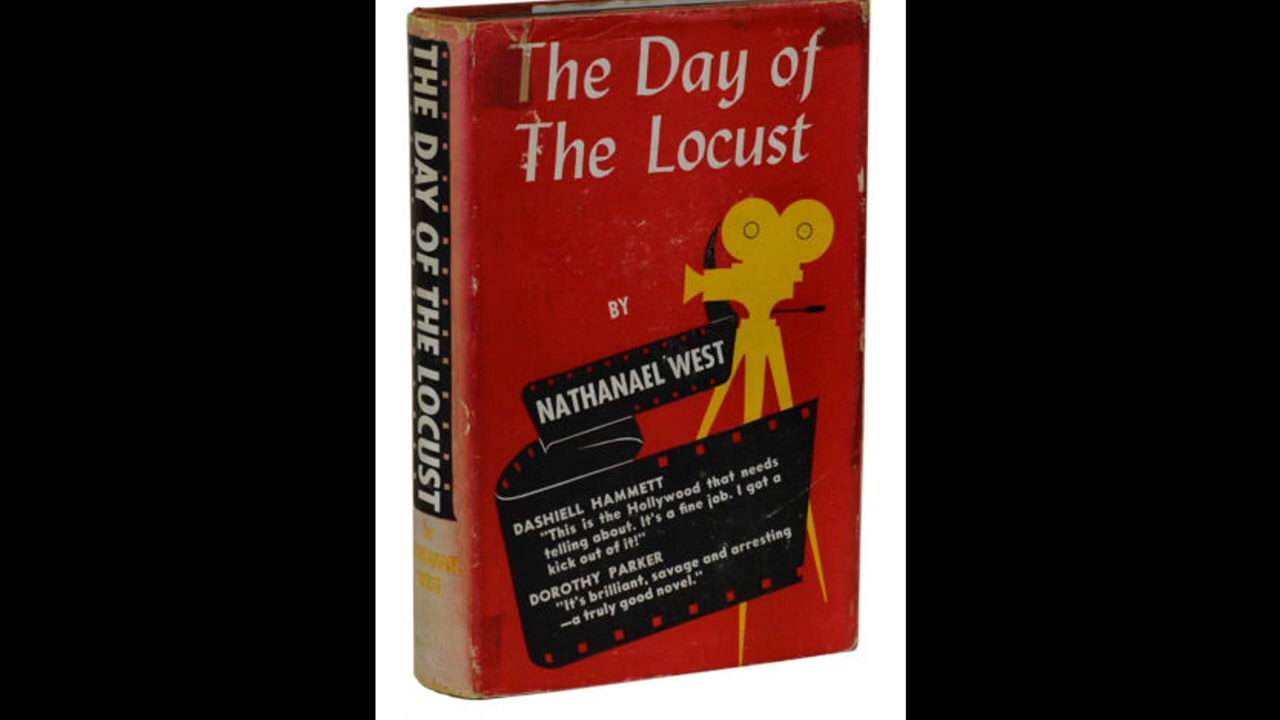 THE DAY OF THE LOCUST
The Day of
The Locust
BY
NATHANAEL WEST
DASHIELL HAMMETT
"This is the Hollywood that needs
telling about. It's a fine job. I got a
kick out of it!"
DOROTHY PARKER
"It's brilliant, savage and arresting
—a truly good novel."